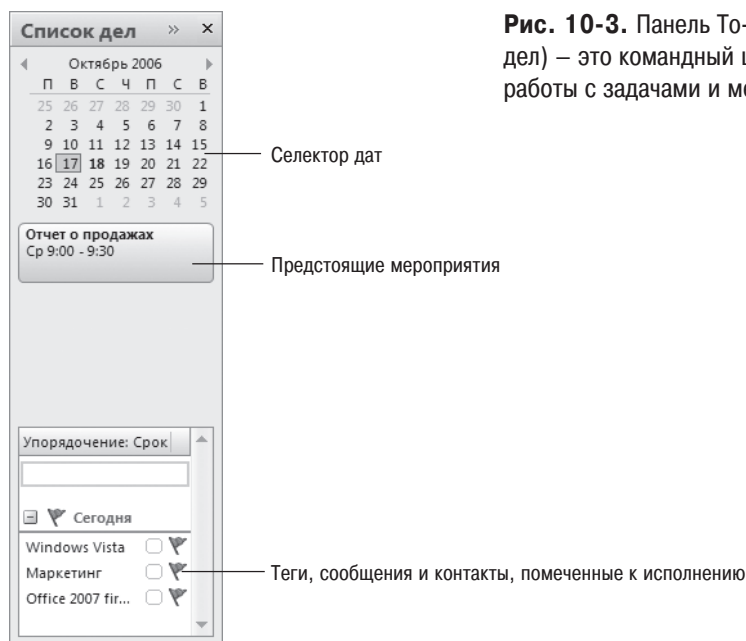 Список дел » ×
Октябрь 2006
П В С Ч П С В
25 26 27 28 29 30 1
2 3 4 5 6 7 8
9 10 11 12 13 14 15
16 17 18 19 20 21 22
23 24 25 26 27 28 29
30 31 1 2 3 4 5
Селектор дат
Отчет о продажах
Ср 9:00 - 9:30
Предстоящие мероприятия
Упорядочение: Срок
Сегодня
Windows Vista
Маркетинг
Office 2007 fir...
Теги, сообщения и контакты, помеченные к исполнению
Рис. 10-3. Панель To-
дел) – это командный
работы с задачами и